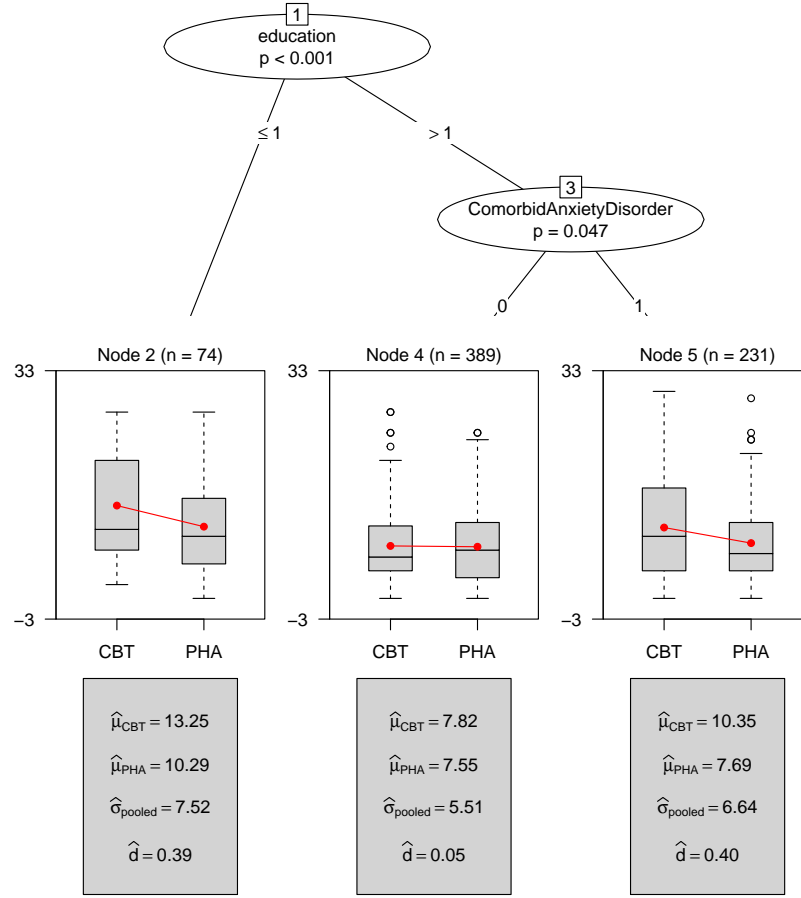 1
education
p < 0.001
≤ 1
> 1
3
ComorbidAnxietyDisorder
p = 0.047
0
1
Node 2 (n = 74)
33
−3
CBT
PHA
Node 4 (n = 389)
33
−3
CBT
PHA
Node 5 (n = 231)
33
−3
CBT
PHA
μ̂CBT = 13.25
μ̂PHA = 10.29
σ̂pooled = 7.52
d̂ = 0.39
μ̂CBT = 7.82
μ̂PHA = 7.55
σ̂pooled = 5.51
d̂ = 0.05
μ̂CBT = 10.35
μ̂PHA = 7.69
σ̂pooled = 6.64
d̂ = 0.40